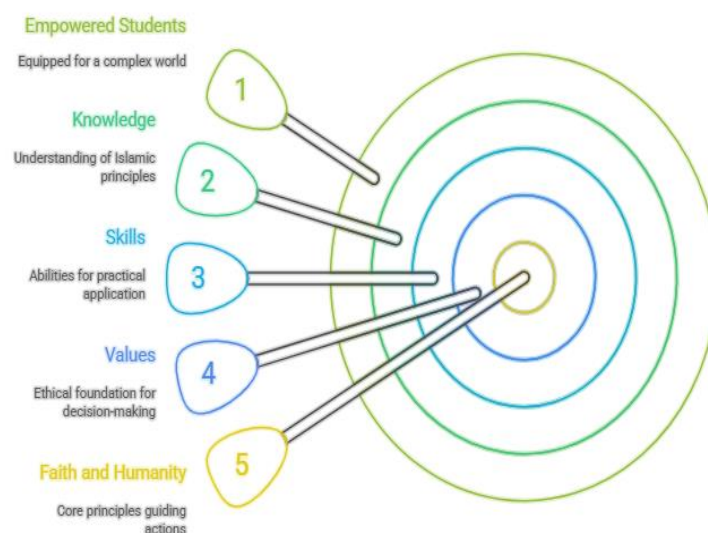 Empowered Students
Equipped for a complex world
1
Knowledge
Understanding of Islamic
principles
2
Skills
Abilities for practical
application
3
Values
Ethical foundation for
decision-making
4
Faith and Humanity
Core principles guiding
actions
5